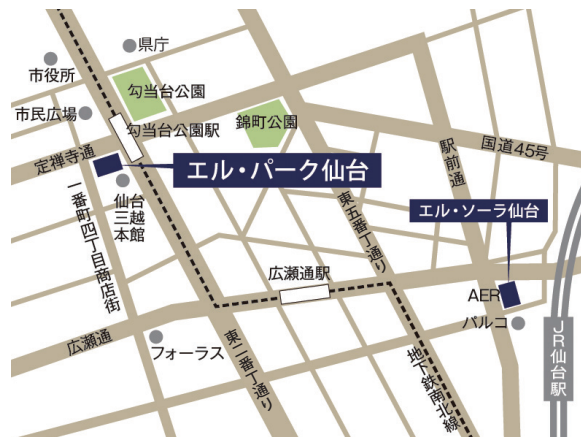 県庁
市役所
勾当台公園
市民広場
勾当台公園駅
錦町公園
国道45号
定禅寺通
エル・パーク仙台
駅前通
仙台
三越
本館
一番町四丁目商店街
東五番丁通り
エル・ソーラ仙台
広瀬通駅
AER
パルコ
広瀬通
フォーラス
東二番丁通り
地下鉄南北線
JR仙台駅